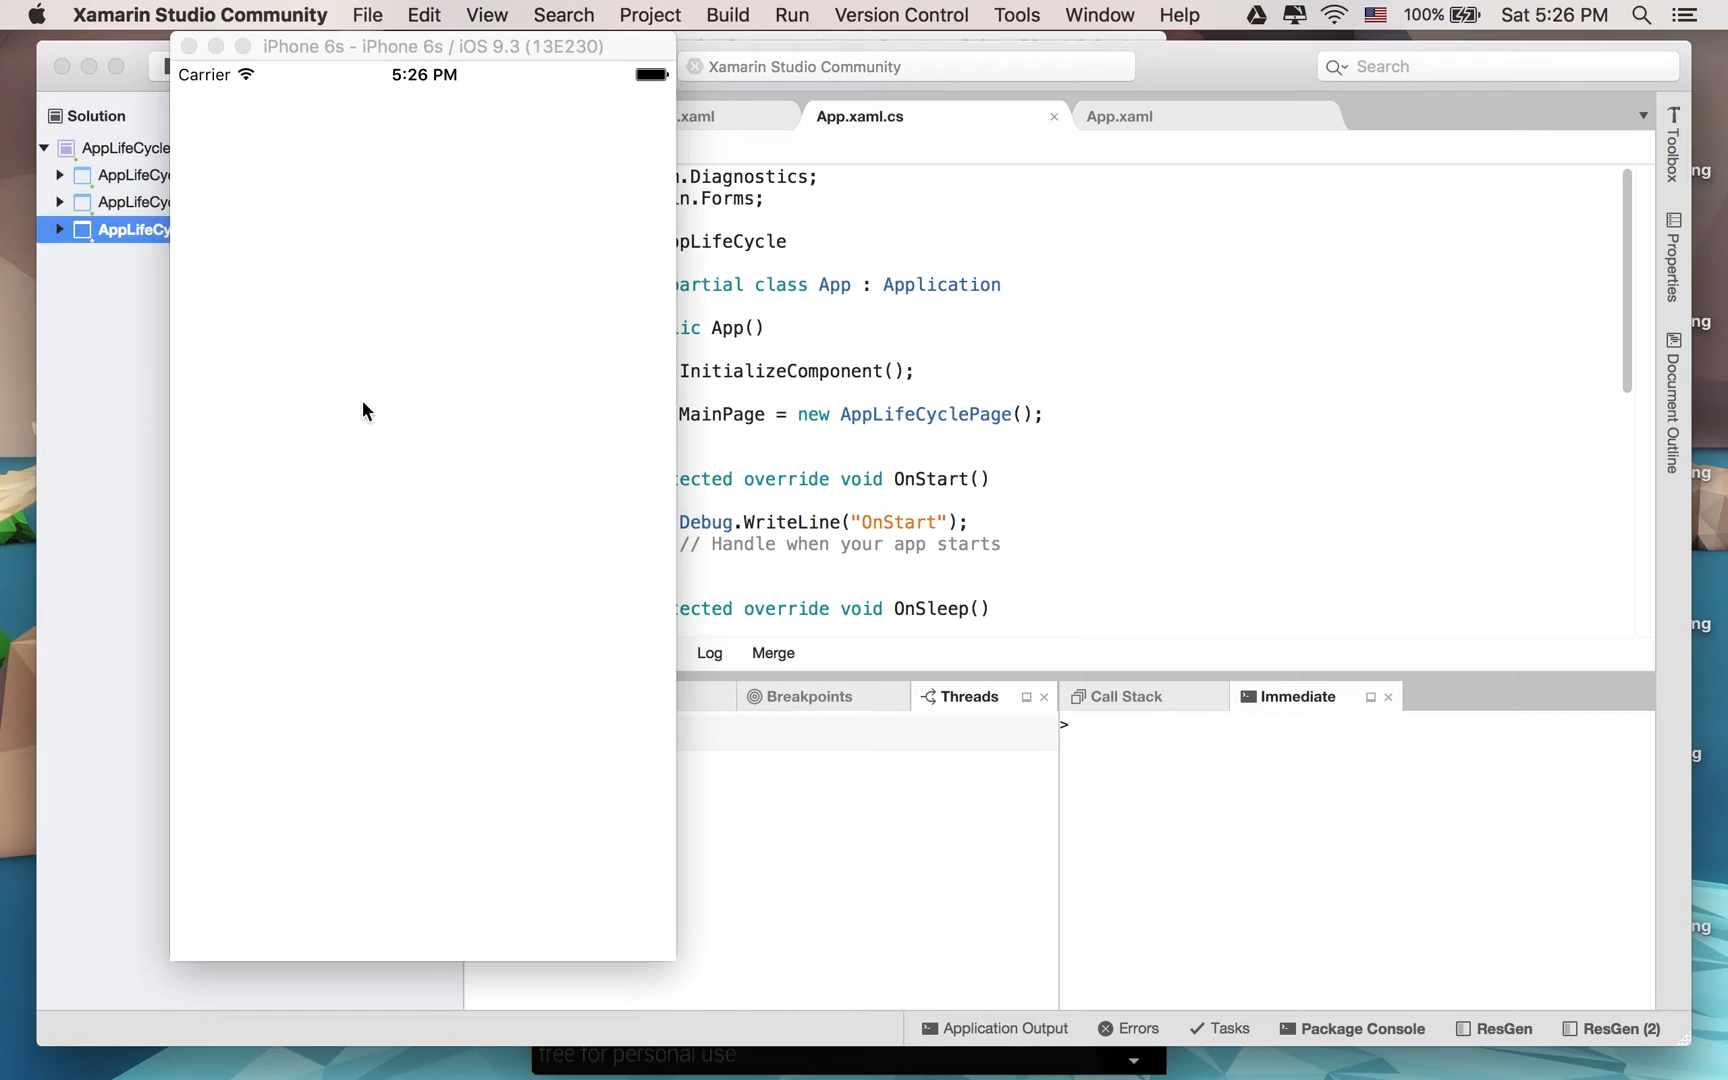 Xamarin Studio Community File Edit View Search Project Build Run Version Control Tools Window Help 100% Sat 5:26 PM
iPhone 6s - iPhone 6s / iOS 9.3 (13E230)
Carrier 5:26 PM
Xamarin Studio Community
Search
Solution
.xaml
App.xaml.cs
App.xaml
AppLifeCycle
AppLifeCy
AppLifeCy
AppLifeCy
.Diagnostics;
n.Forms;
ppLifeCycle
partial class App : Application
lic App()
InitializeComponent();
MainPage = new AppLifeCyclePage();
ected override void OnStart()
Debug.WriteLine("OnStart");
// Handle when your app starts
ected override void OnSleep()
Log Merge
Breakpoints
Threads
Call Stack
Immediate
>
Toolbox
Properties
Document Outline
ng
ng
ng
ng
g
ng
Application Output Errors Tasks Package Console ResGen ResGen (2)
free for personal use